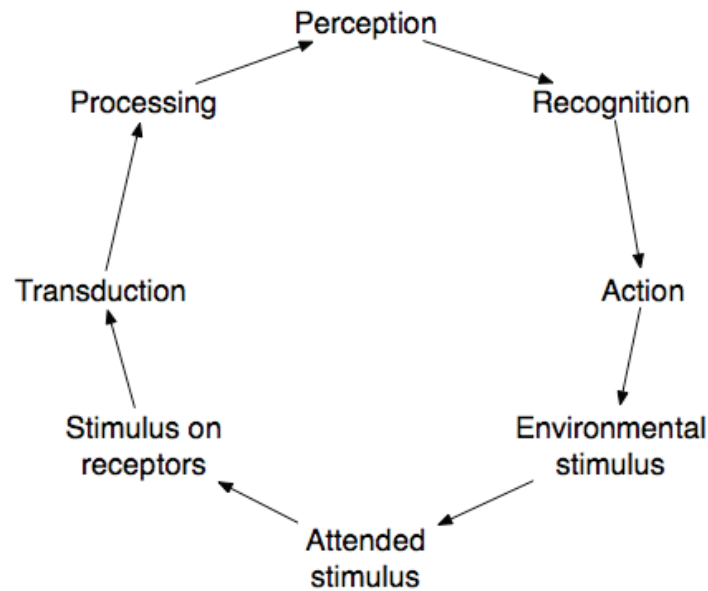 Perception
Processing
Recognition
Transduction
Action
Stimulus on
receptors
Environmental
stimulus
Attended
stimulus